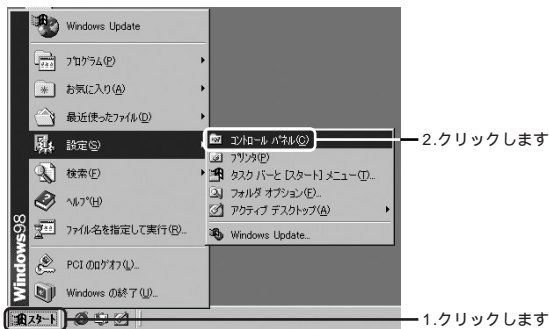 Windows Update
プログラム(P)
お気に入り(A)
最近使ったファイル(D)
設定(S)
検索(F)
ヘルプ(H)
ファイル名を指定して実行(R)...
PCI のログオフ(L)...
Windows の終了(U)...
Windows98
コントロール パネル(C)
プリンタ(P)
タスク バーと [スタート] メニュー(T)...
フォルダ オプション(F)...
アクティブ デスクトップ(A)
Windows Update...
2.クリックします
スタート
1.クリックします